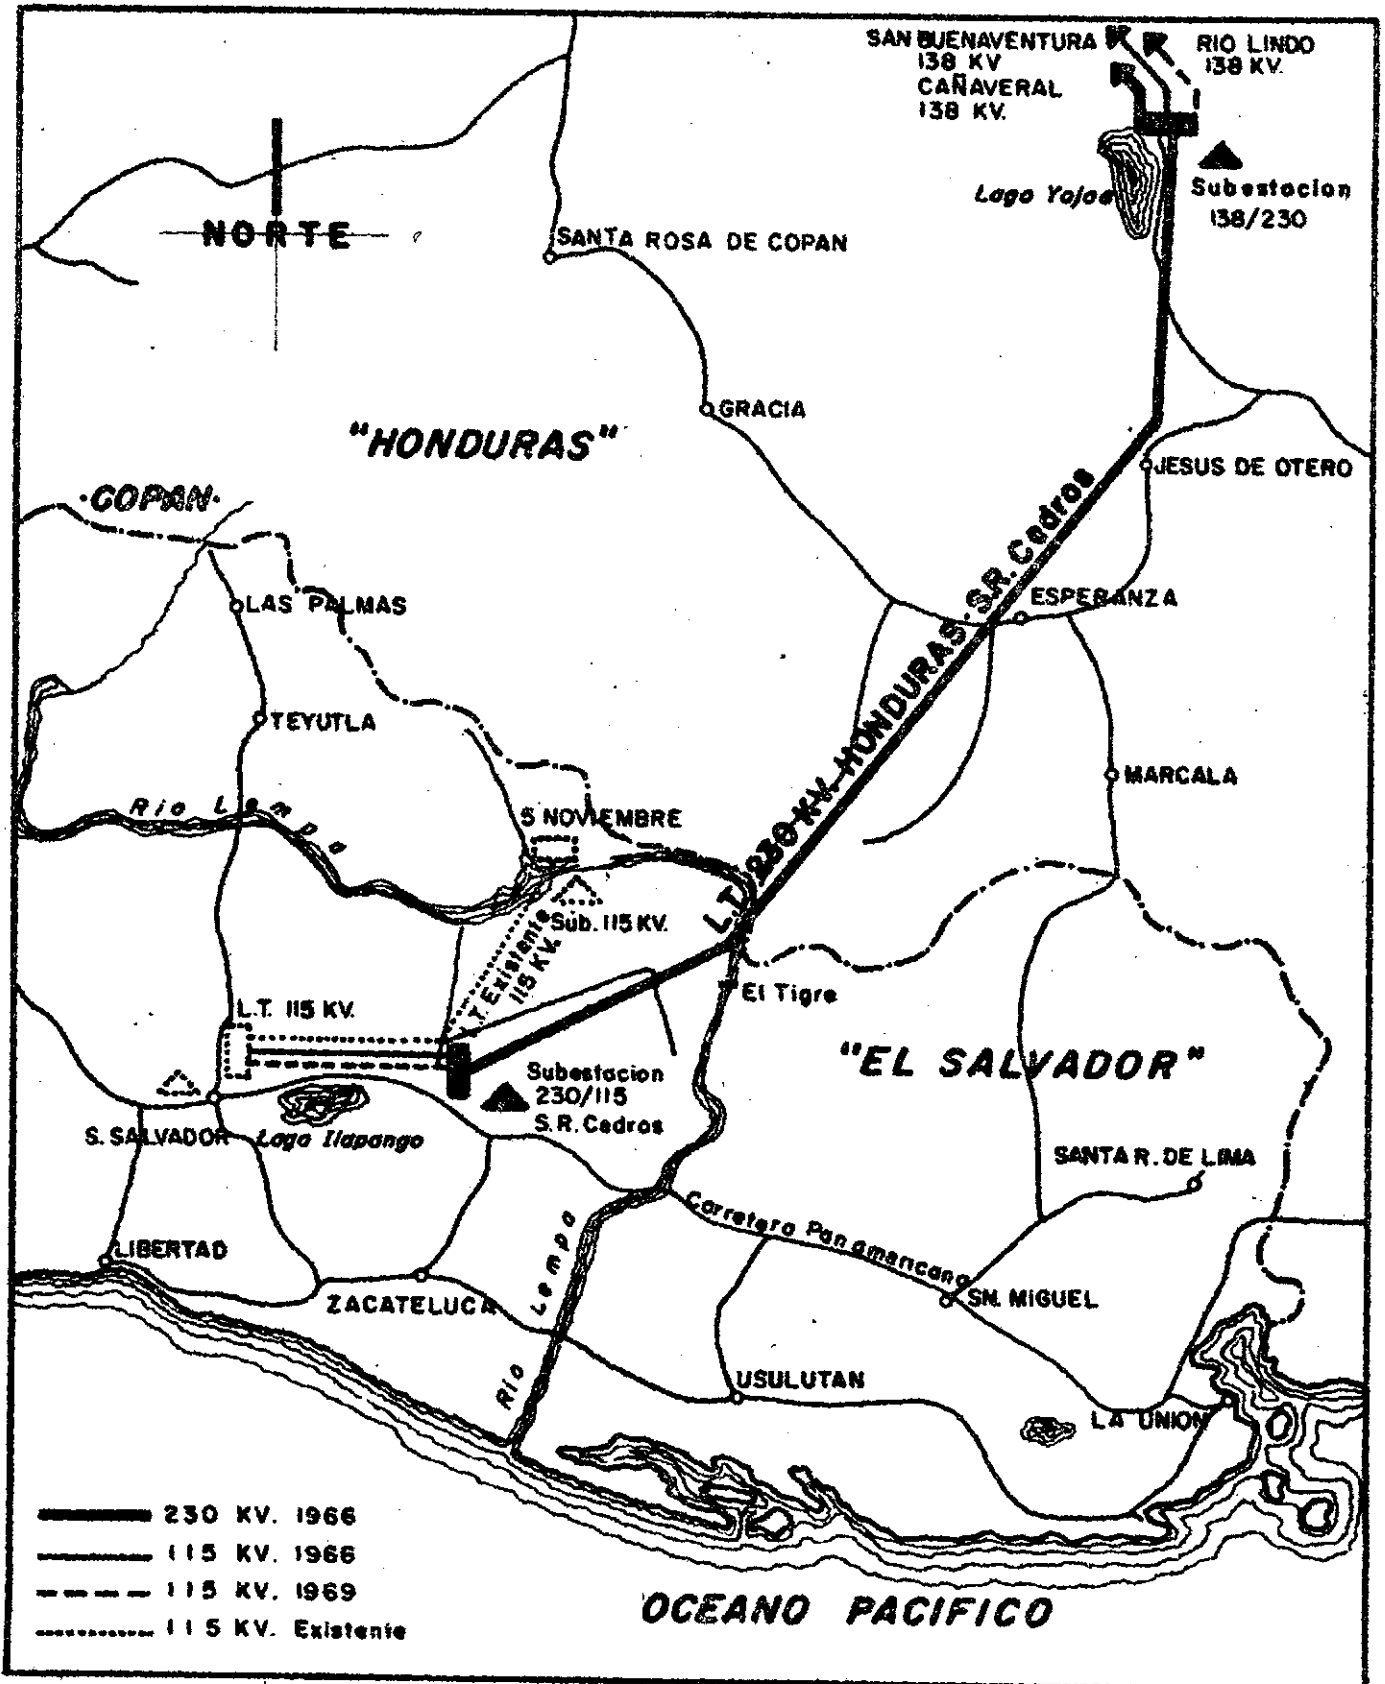 SAN BUENAVENTURA
138 KV
CAÑAVERAL
138 KV.
RIO LINDO
138 KV.
Lago Yojoa
Subestacion
138/230
NORTE
SANTA ROSA DE COPAN
GRACIA
"HONDURAS"
JESUS DE OTERO
COPAN
L.T. 230 KV. HONDURAS-S.R. Cedros
ESPERANZA
LAS PALMAS
TEYUTLA
MARCALA
Rio Lempa
5 NOVIEMBRE
Sub. 115 KV.
L.T. Existente
115 KV.
El Tigre
L.T. 115 KV.
"EL SALVADOR"
Subestacion
230/115
S.R. Cedros
S. SALVADOR
Lago Ilapango
SANTA R. DE LIMA
Carretera Panamericana
LIBERTAD
ZACATELUCA
Rio Lempa
SN. MIGUEL
USULUTAN
LA UNION
230 KV. 1966
115 KV. 1966
115 KV. 1969
115 KV. Existente
OCEANO PACIFICO